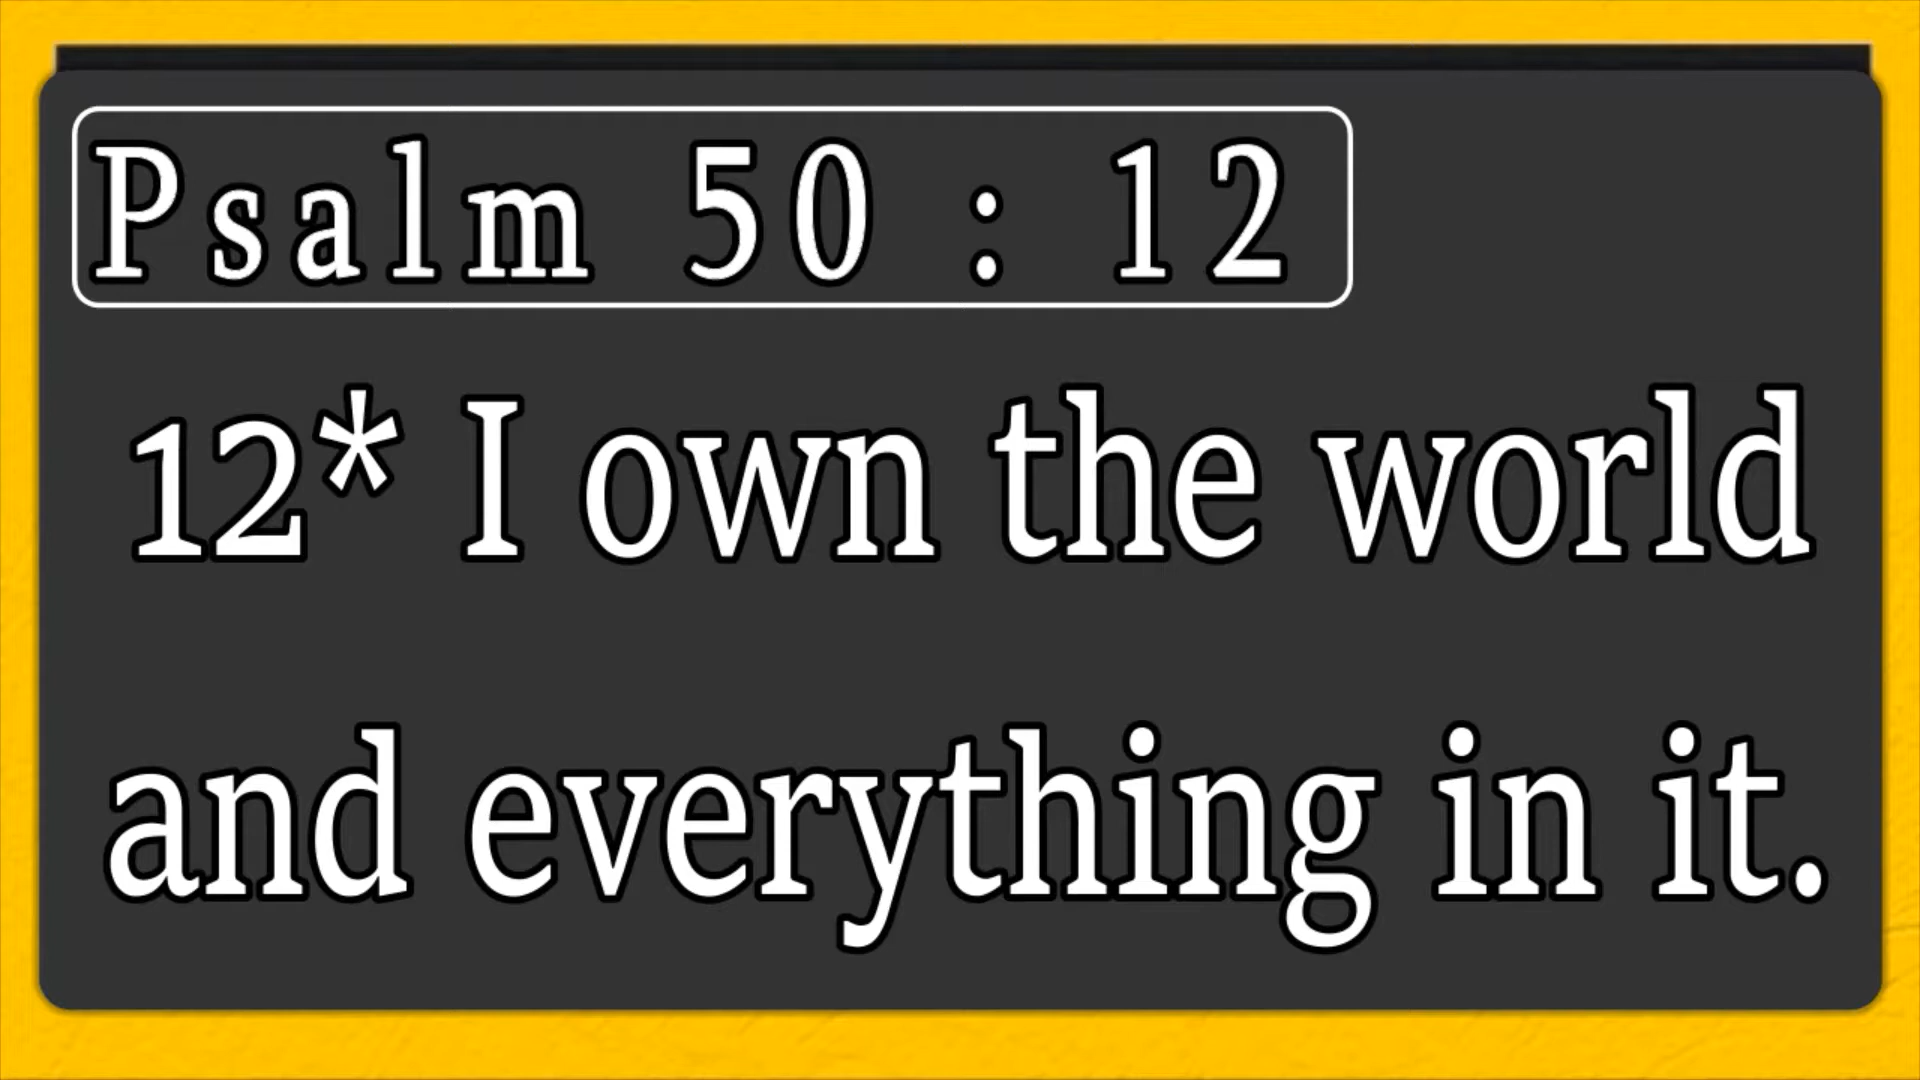 Psalm 50 : 12
12* I own the world
and everything in it.